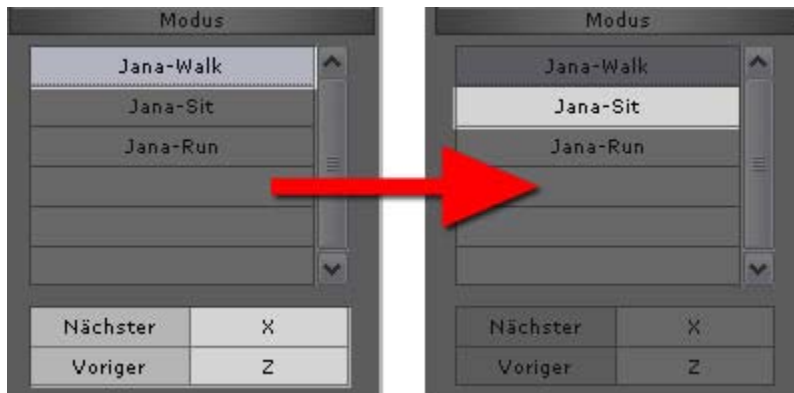 Modus
Jana-Walk
Jana-Sit
Jana-Run
Nächster X
Voriger Z
Modus
Jana-Walk
Jana-Sit
Jana-Run
Nächster X
Voriger Z